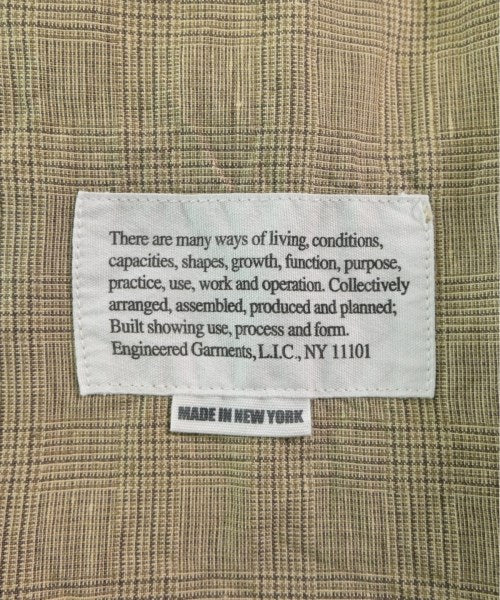 There are many ways of living, conditions,
capacities, shapes, growth, function, purpose,
practice, use, work and operation. Collectively
arranged, assembled, produced and planned;
Built showing use, process and form.
Engineered Garments, L.I.C., NY 11101
MADE IN NEW YORK